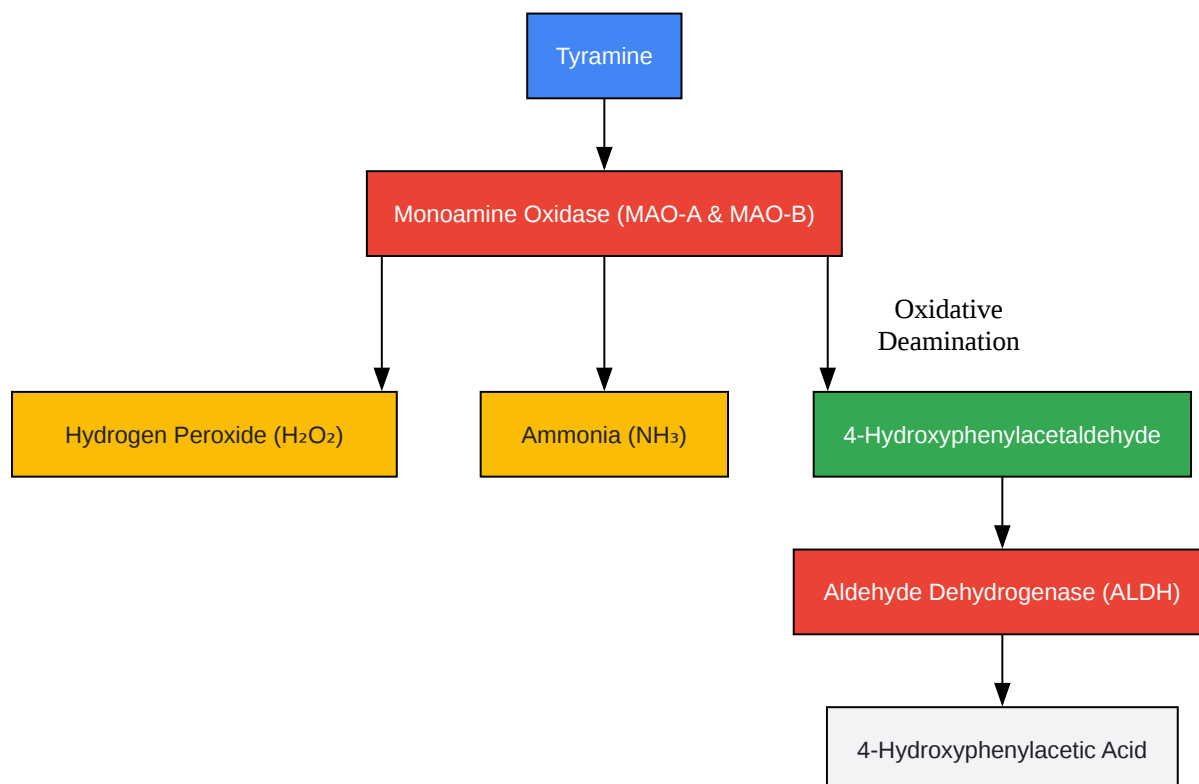 Tyramine
Monoamine Oxidase (MAO-A & MAO-B)
Oxidative
Deamination
Hydrogen Peroxide (H₂O₂)
Ammonia (NH₃)
4-Hydroxyphenylacetaldehyde
Aldehyde Dehydrogenase (ALDH)
4-Hydroxyphenylacetic Acid